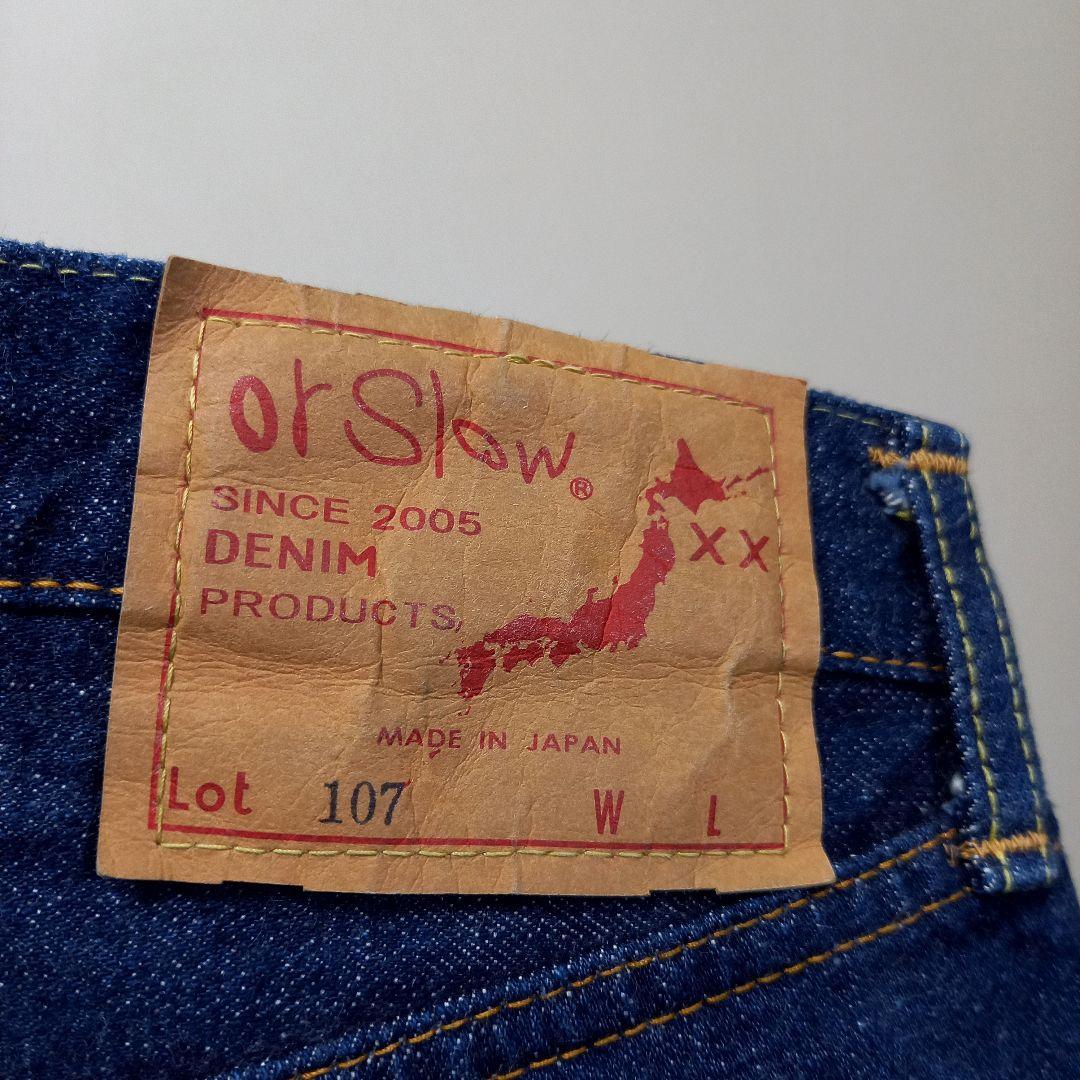 orSlow®
SINCE 2005
DENIM
PRODUCTS,
XX
MADE IN JAPAN
Lot 107 W L